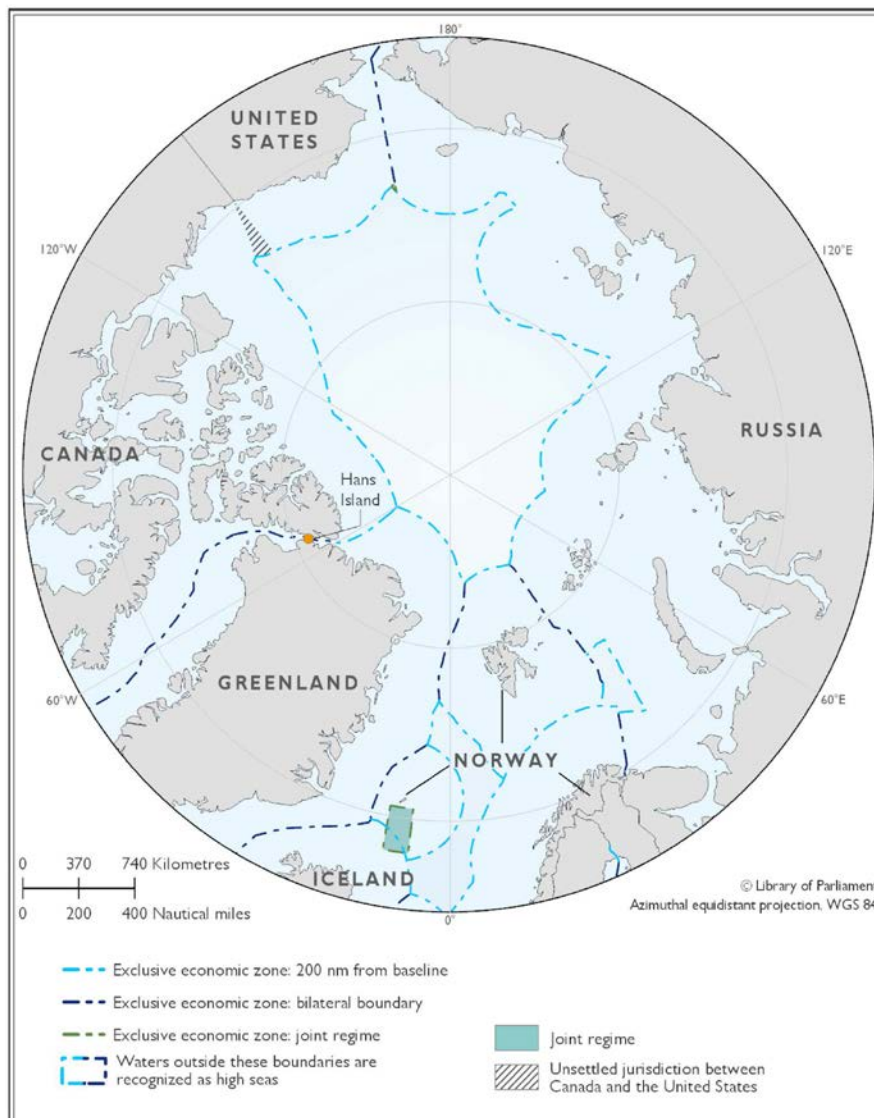 180°
UNITED
STATES
120°W
120°E
RUSSIA
CANADA
Hans
Island
GREENLAND
60°W
60°E
NORWAY
0 370 740 Kilometres
0 200 400 Nautical miles
ICELAND
0°
© Library of Parliament
Azimuthal equidistant projection, WGS 84
Exclusive economic zone: 200 nm from baseline
Exclusive economic zone: bilateral boundary
Exclusive economic zone: joint regime
Waters outside these boundaries are
recognized as high seas
Joint regime
Unsettled jurisdiction between
Canada and the United States